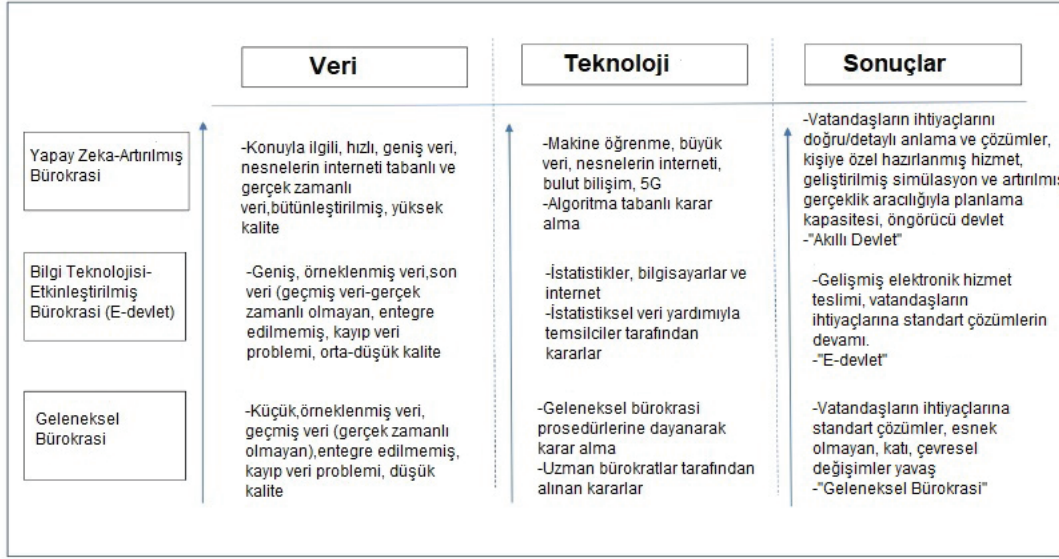 Veri
Teknoloji
Sonuçlar
Yapay Zeka-Artırılmış
Bürokrasi
-Konuyla ilgili, hızlı, geniş veri,
nesnelerin interneti tabanlı ve
gerçek zamanlı
veri,bütünleştirilmiş, yüksek
kalite
-Makine öğrenme, büyük
veri, nesnelerin interneti,
bulut bilişim, 5G
-Algoritma tabanlı karar
alma
-Vatandaşların ihtiyaçlarını
doğru/detaylı anlama ve çözümler,
kişiye özel hazırlanmış hizmet,
geliştirilmiş simülasyon ve artırılmış
gerçeklik aracılığıyla planlama
kapasitesi, öngörücü devlet
-"Akıllı Devlet"
Bilgi Teknolojisi-
Etkinleştirilmiş
Bürokrasi (E-devlet)
-Geniş, örneklenmiş veri,son
veri (geçmiş veri-gerçek
zamanlı olmayan, entegre
edilmemiş, kayıp veri
problemi, orta-düşük kalite
-İstatistikler, bilgisayarlar ve
internet
-İstatistiksel veri yardımıyla
temsilciler tarafından
kararlar
-Gelişmiş elektronik hizmet
teslimi, vatandaşların
ihtiyaçlarına standart çözümlerin
devamı.
-"E-devlet"
Geleneksel
Bürokrasi
-Küçük,örneklenmiş veri,
geçmiş veri (gerçek zamanlı
olmayan),entegre edilmemiş,
kayıp veri problemi, düşük
kalite
-Geleneksel bürokrasi
prosedürlerine dayanarak
karar alma
-Uzman bürokratlar tarafından
alınan kararlar
-Vatandaşların ihtiyaçlarına
standart çözümler, esnek
olmayan, katı, çevresel
değişimler yavaş
-"Geleneksel Bürokrasi"